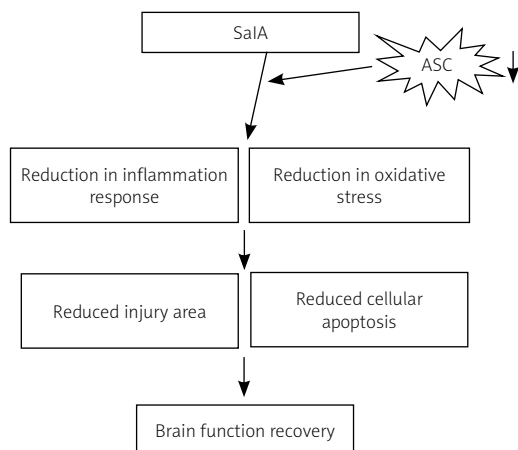 SalA
ASC
Reduction in inflammation
response
Reduction in oxidative
stress
Reduced injury area
Reduced cellular
apoptosis
Brain function recovery